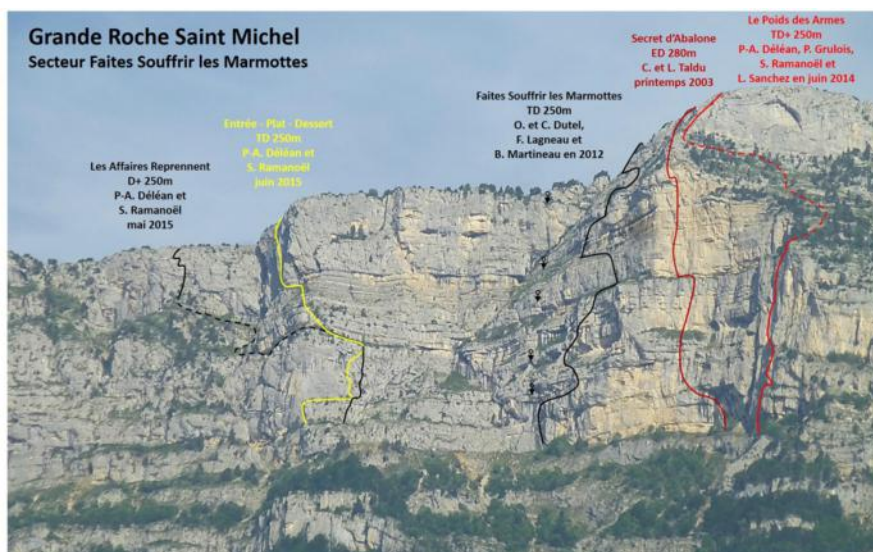 Grande Roche Saint Michel
Secteur Faites Souffrir les Marmottes
Les Affaires Reprennent
D+ 250m
P-A. Déléan et
S. Ramanoël
mai 2015
Entrée - Plat - Dessert
TD 250m
P-A. Déléan et
S. Ramanoël
juin 2015
Faites Souffrir les Marmottes
TD 250m
O. et C. Dutel,
F. Lagneau et
B. Martineau en 2012
Secret d'Abalone
ED 280m
C. et L. Taldu
printemps 2003
Le Poids des Armes
TD+ 250m
P-A. Déléan, P. Grulois,
S. Ramanoël et
L. Sanchez en juin 2014